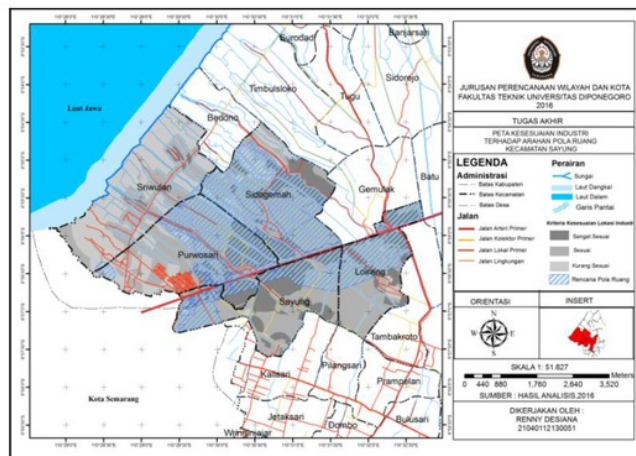 Surodadi
Banjarsari
Timbulsloko
Sidorejo
Tugu
Laut Jawa
Bedono
Sriwulan
Sidogemah
Gemulak
Batu
Purwosari
Loireng
Sayung
Tambakroto
Kalisari
Pilangsari
Prampelan
Kota Semarang
Jetaksari
Dombo
Bulusari
Wonangiajar
JURUSAN PERENCANAAN WILAYAH DAN KOTA
FAKULTAS TEKNIK UNIVERSITAS DIPONEGORO
2016
TUGAS AKHIR
PETA KESESUAIAN INDUSTRI
TERHADAP ARAHAN POLA RUANG
KECAMATAN SAYUNG
LEGENDA
Administrasi
Batas Kabupaten
Batas Kecamatan
Batas Desa
Jalan
Jalan Arteri Primer
Jalan Kolektor Primer
Jalan Lokal Primer
Jalan Lingkungan
Perairan
Sungai
Laut Dangkal
Laut Dalam
Garis Pantai
Kriteria Kesesuaian Lokasi Industri
Sangat Sesuai
Sesuai
Kurang Sesuai
Rencana Pola Ruang
ORIENTASI
N
W E
S
INSERT
SKALA 1: 51.627
Meters
0 440 880 1,760 2,640 3,520
SUMBER : HASIL ANALISIS,2016
DIKERJAKAN OLEH :
RENNY DESIANA
21040112130051